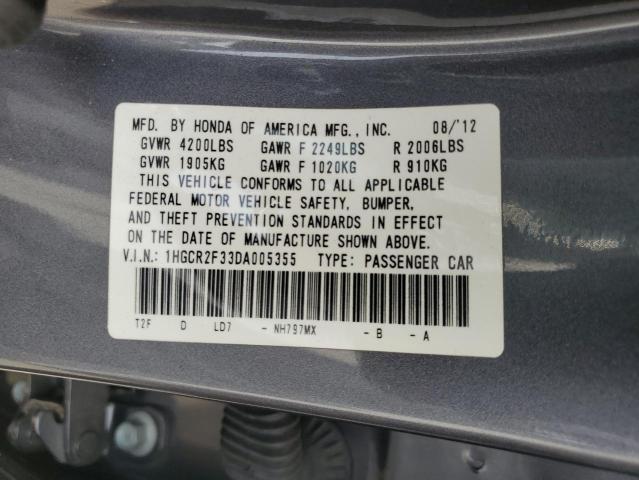 MFD. BY HONDA OF AMERICA MFG., INC. 08/'12
GVWR 4200LBS GAWR F 2249LBS R 2006LBS
GVWR 1905KG GAWR F 1020KG R 910KG
THIS VEHICLE CONFORMS TO ALL APPLICABLE
FEDERAL MOTOR VEHICLE SAFETY, BUMPER,
AND THEFT PREVENTION STANDARDS IN EFFECT
ON THE DATE OF MANUFACTURE SHOWN ABOVE.
V.I.N.: 1HGCR2F33DA005355 TYPE: PASSENGER CAR
T2F D LD7 - NH797MX - B - A